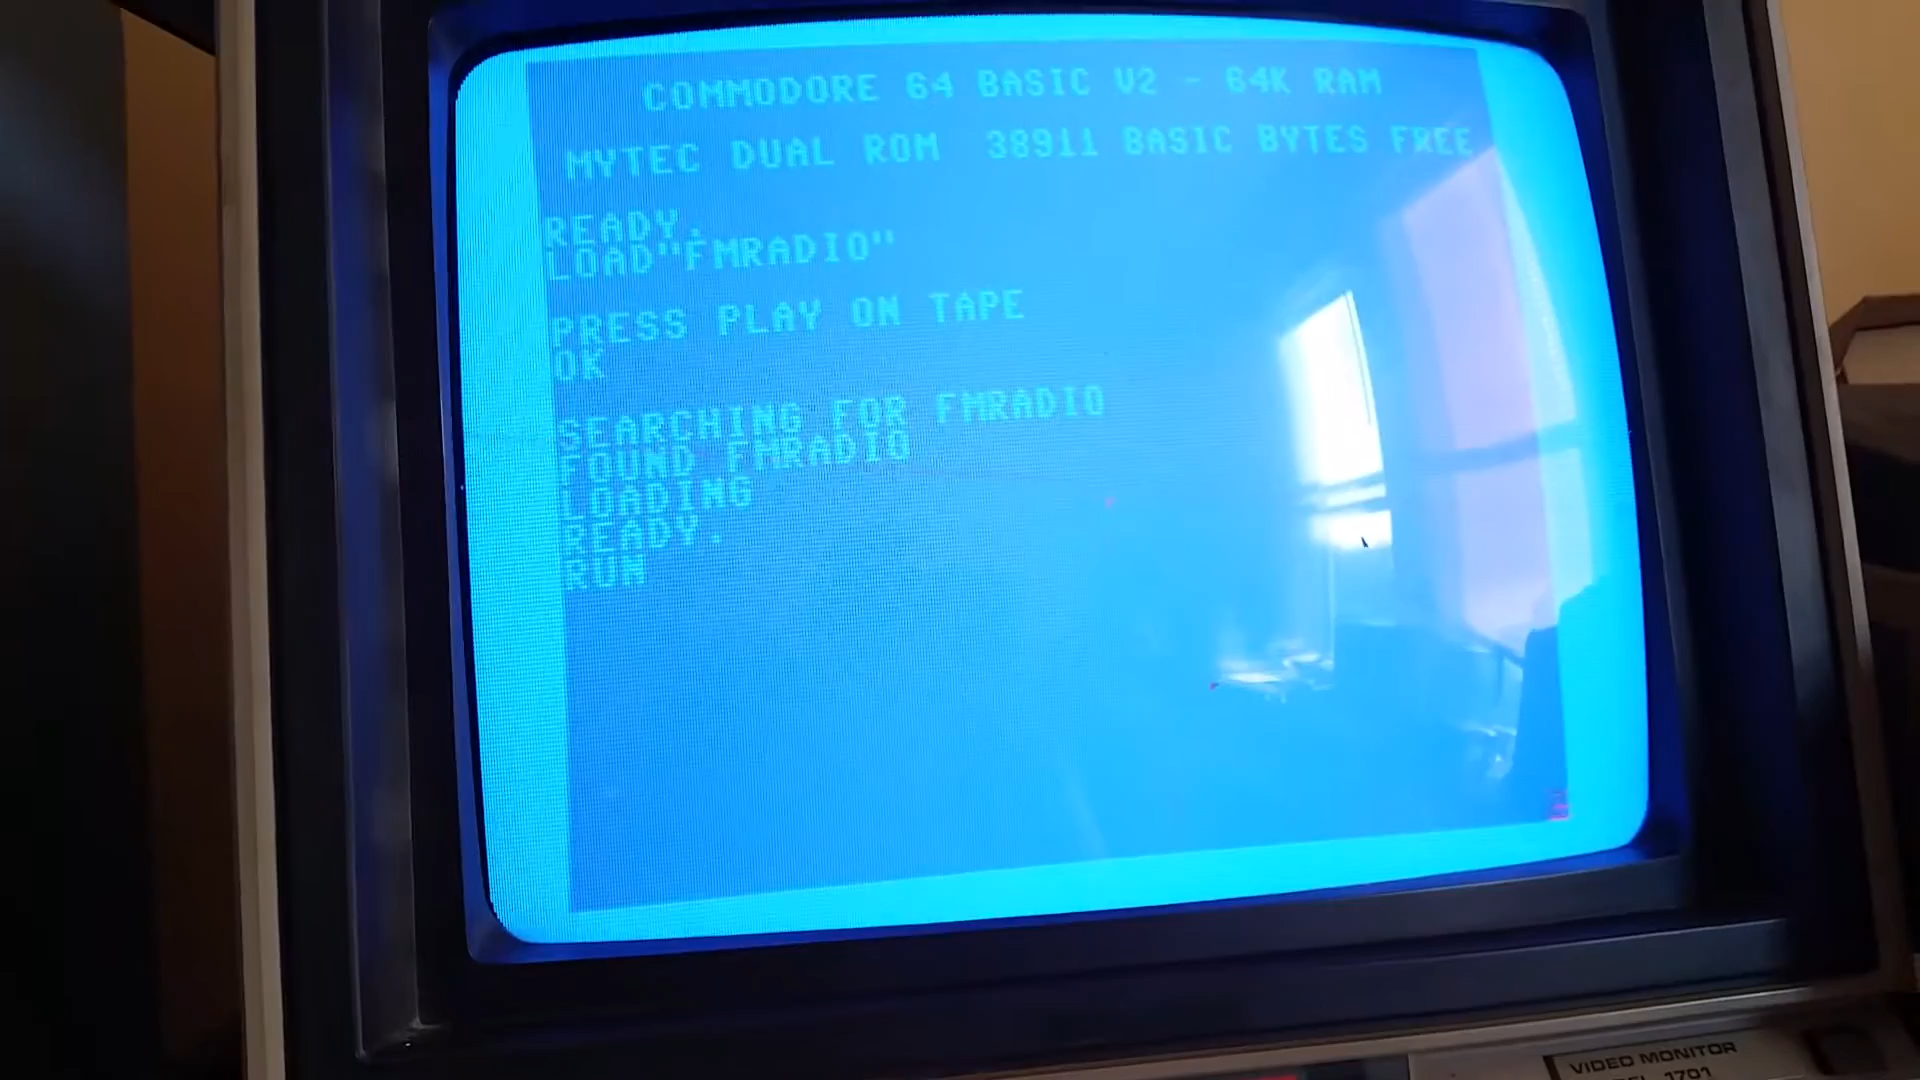 COMMODORE 64 BASIC V2 - 64K RAM
MYTEC DUAL ROM 38911 BASIC BYTES FREE
READY.
LOAD"FMRADIO"
PRESS PLAY ON TAPE
OK
SEARCHING FOR FMRADIO
FOUND FMRADIO
LOADING
READY.
RUN
VIDEO MONITOR
1701